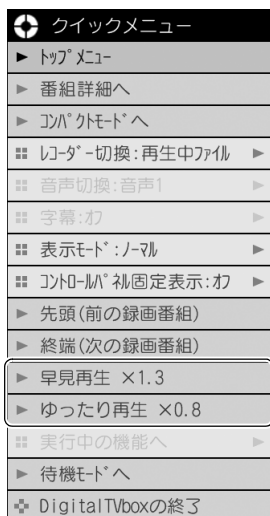 クイックメニュー
トップメニュー
番組詳細へ
コンパクトモードへ
レコーダー切換:再生中ファイル
音声切換:音声1
字幕:オフ
表示モード:ノーマル
コントロールパネル固定表示:オフ
先頭(前の録画番組)
終端(次の録画番組)
早見再生 ×1.3
ゆったり再生 ×0.8
実行中の機能へ
待機モードへ
DigitalTVboxの終了